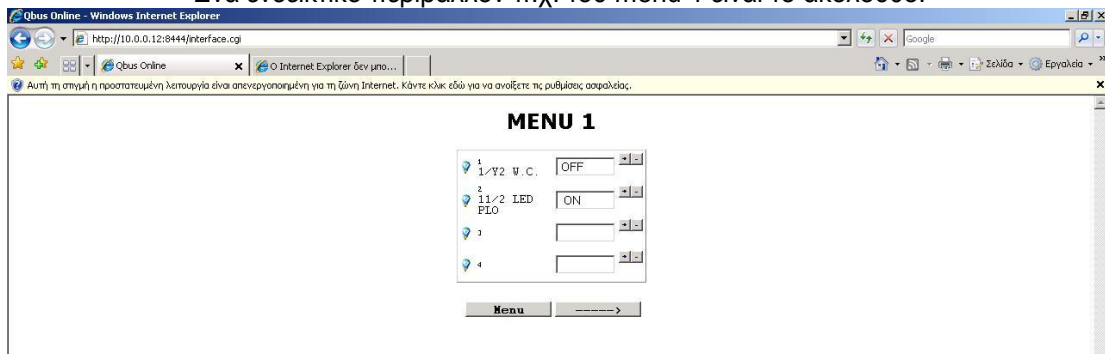 Ένα ενδεικτικό περιβάλλον πχ. του menu 1 είναι το ακόλουθο:
Qbus Online - Windows Internet Explorer
http://10.0.0.12:8444/interface.cgi
Google
Qbus Online
Ο Internet Explorer δεν μπο...
Σελίδα
Εργαλεία
Αυτή τη στιγμή η προστατευμένη λειτουργία είναι απενεργοποιημένη για τη ζώνη Internet. Κάντε κλικ εδώ για να ανοίξετε τις ρυθμίσεις ασφαλείας.
MENU 1
1
1/Y2 W.C.
OFF
+ -
2
11/2 LED
PLO
ON
+ -
3
+ -
4
+ -
Menu
----->